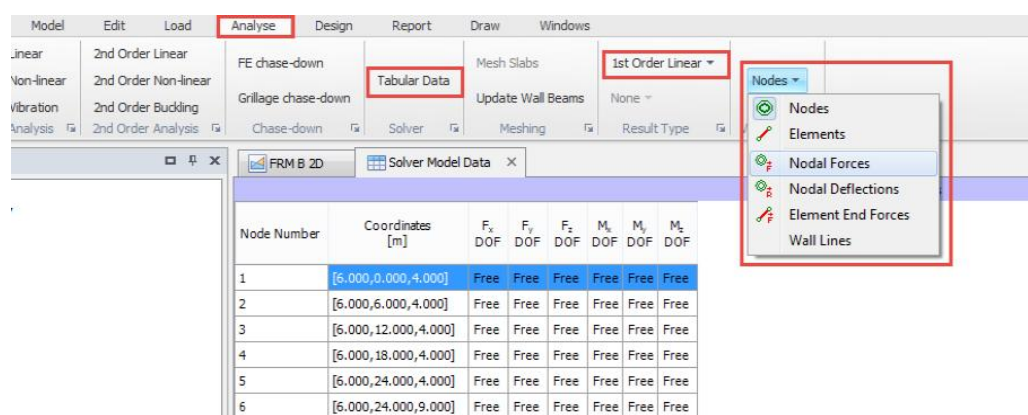 Model Edit Load Analyse Design Report Draw Windows
Linear 2nd Order Linear FE chase-down Tabular Data Mesh Slabs 1st Order Linear Nodes
Non-linear 2nd Order Non-linear Grillage chase-down Update Wall Beams None
Vibration 2nd Order Buckling
Analysis 2nd Order Analysis Chase-down Solver Meshing Result Type
Nodes
Elements
Nodal Forces
Nodal Deflections
Element End Forces
Wall Lines
FRM B 2D Solver Model Data
Node Number Coordinates [m] Fx DOF Fy DOF Fz DOF Mx DOF My DOF Mz DOF
1 [6.000,0.000,4.000] Free Free Free Free Free Free
2 [6.000,6.000,4.000] Free Free Free Free Free Free
3 [6.000,12.000,4.000] Free Free Free Free Free Free
4 [6.000,18.000,4.000] Free Free Free Free Free Free
5 [6.000,24.000,4.000] Free Free Free Free Free Free
6 [6.000,24.000,9.000] Free Free Free Free Free Free